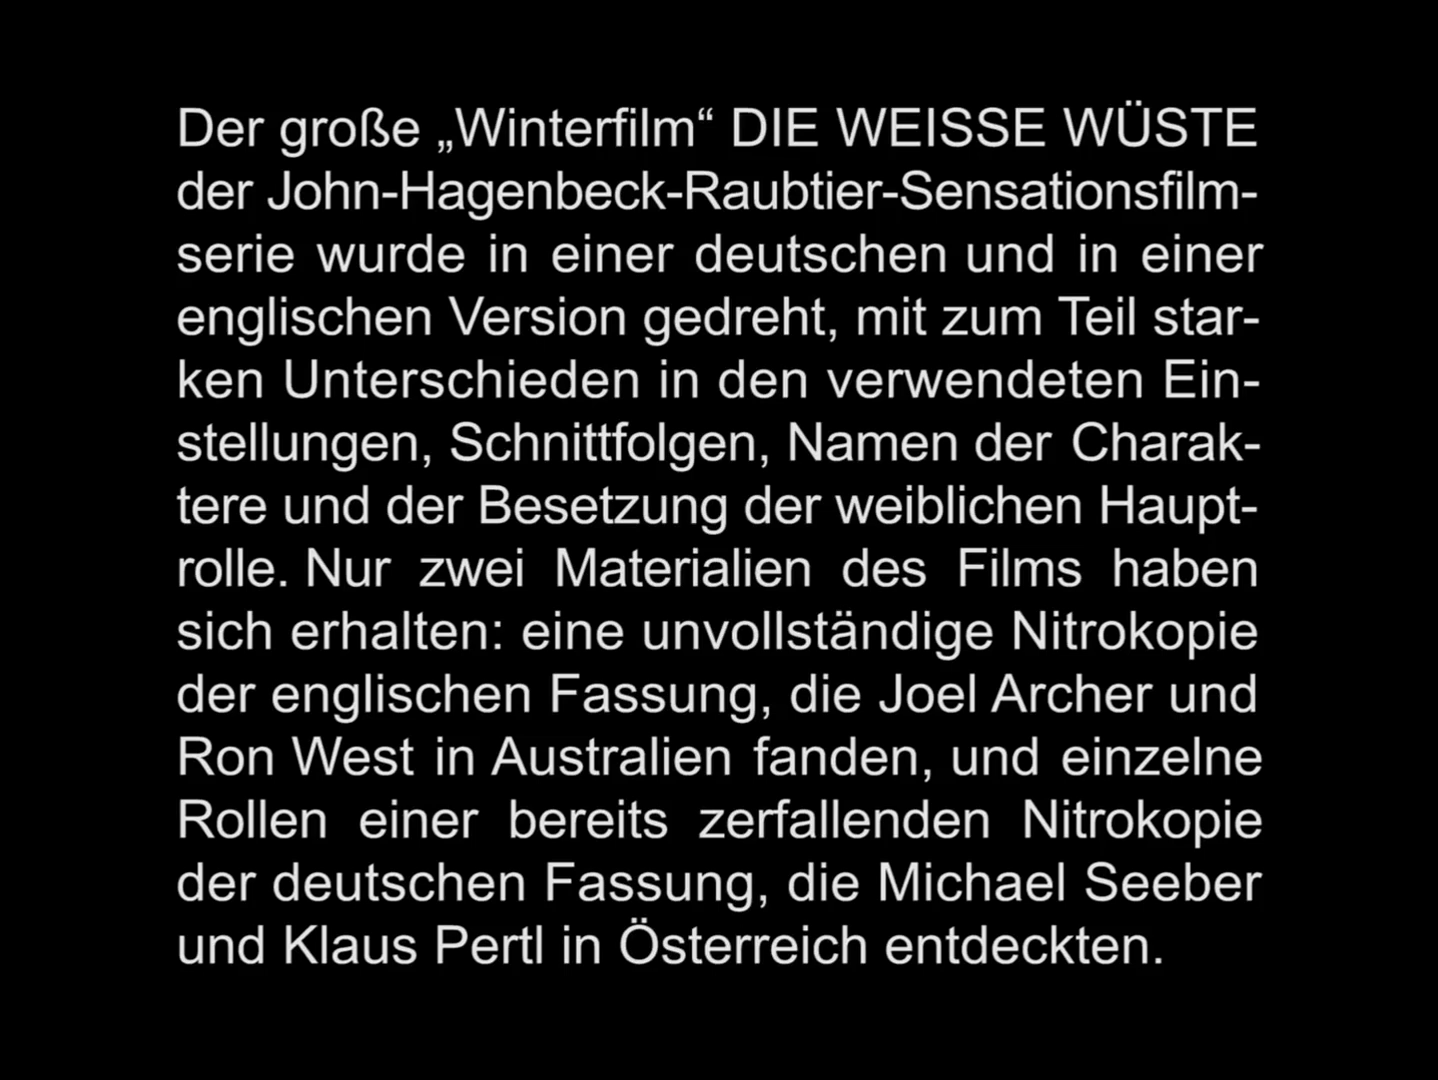 Der große „Winterfilm“ DIE WEISSE WÜSTE
der John-Hagenbeck-Raubtier-Sensationsfilm-
serie wurde in einer deutschen und in einer
englischen Version gedreht, mit zum Teil star-
ken Unterschieden in den verwendeten Ein-
stellungen, Schnittfolgen, Namen der Charak-
tere und der Besetzung der weiblichen Haupt-
rolle. Nur zwei Materialien des Films haben
sich erhalten: eine unvollständige Nitrokopie
der englischen Fassung, die Joel Archer und
Ron West in Australien fanden, und einzelne
Rollen einer bereits zerfallenden Nitrokopie
der deutschen Fassung, die Michael Seeber
und Klaus Pertl in Österreich entdeckten.